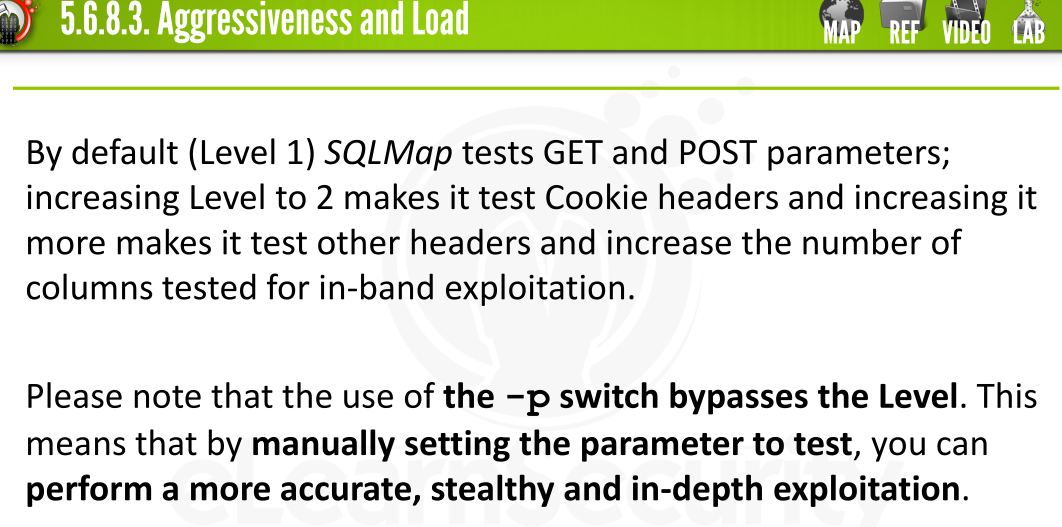 5.6.8.3. Aggressiveness and Load
MAP REF VIDEO LAB
By default (Level 1) SQLMap tests GET and POST parameters;
increasing Level to 2 makes it test Cookie headers and increasing it
more makes it test other headers and increase the number of
columns tested for in-band exploitation.
Please note that the use of the -p switch bypasses the Level. This
means that by manually setting the parameter to test, you can
perform a more accurate, stealthy and in-depth exploitation.
eLearnSecurity